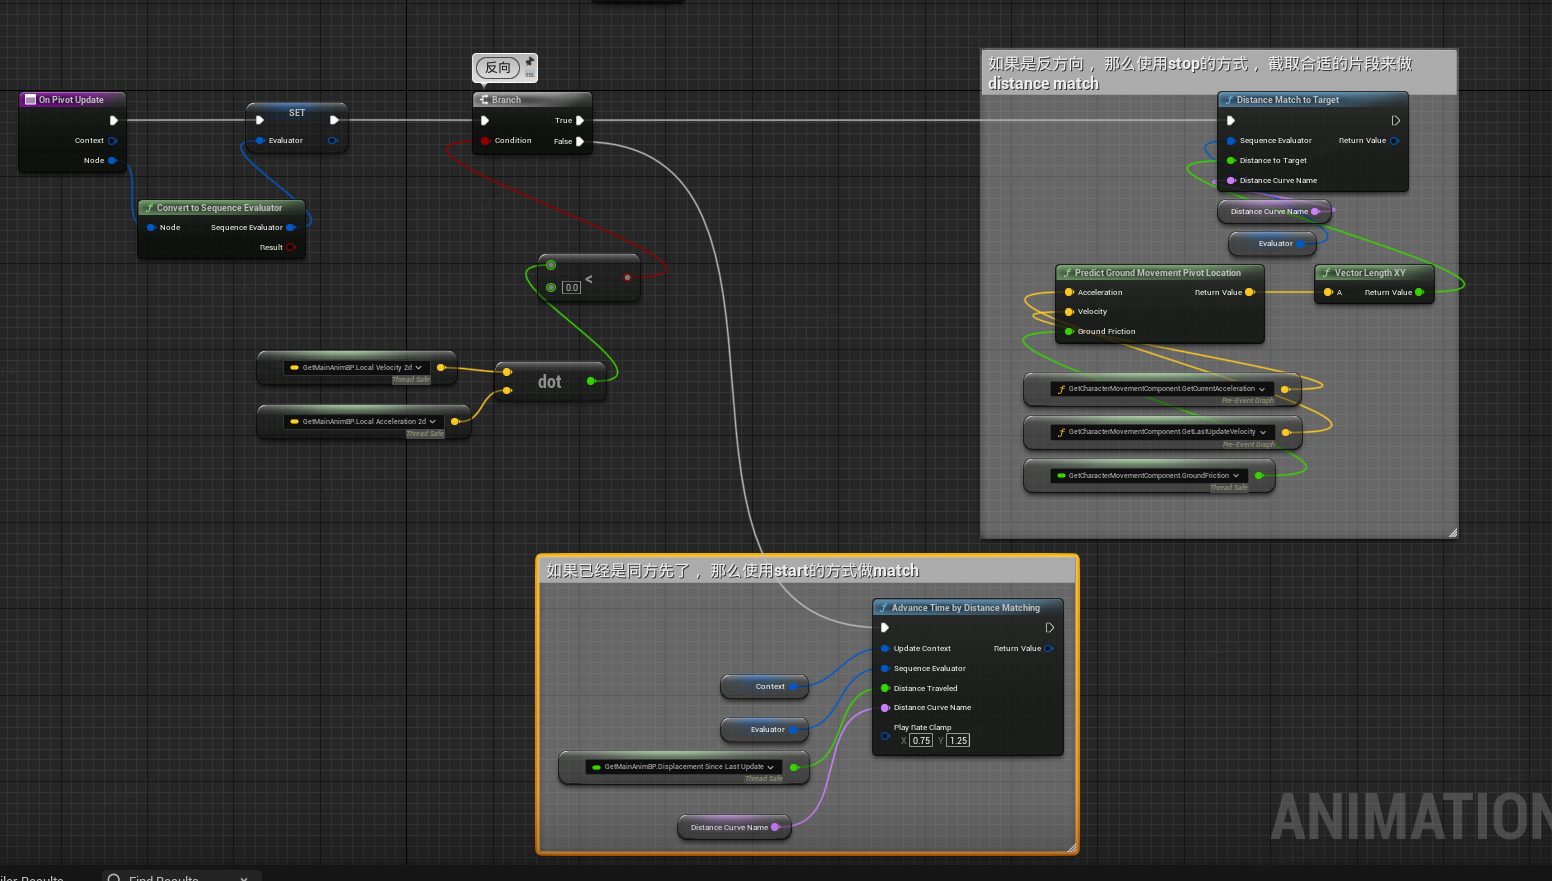 反向
如果是反方向 ，那么使用stop的方式 ，截取合适的片段来做
distance match
On Pivot Update
Context
Node
SET
Evaluator
Branch
True
Condition
False
Distance Match to Target
Sequence Evaluator
Return Value
Distance to Target
Distance Curve Name
Distance Curve Name
Evaluator
Convert to Sequence Evaluator
Node
Sequence Evaluator
Result
<
0.0
Predict Ground Movement Pivot Location
Acceleration
Return Value
Velocity
Ground Friction
Vector Length XY
A
Return Value
GetMainAnimBP.Local Velocity 2d
Thread Safe
dot
GetMainAnimBP.Local Acceleration 2d
Thread Safe
GetCharacterMovementComponent.GetCurrentAcceleration
Pre-Event Graph
GetCharacterMovementComponent.GetLastUpdateVelocity
Pre-Event Graph
GetCharacterMovementComponent.GroundFriction
Thread Safe
如果已经是同方先了 ，那么使用start的方式做match
Advance Time by Distance Matching
Update Context
Return Value
Sequence Evaluator
Distance Traveled
Distance Curve Name
Play Rate Clamp
X 0.75 Y 1.25
Context
Evaluator
GetMainAnimBP.Displacement Since Last Update
Thread Safe
Distance Curve Name
ANIMATION
iler Results
Find Results